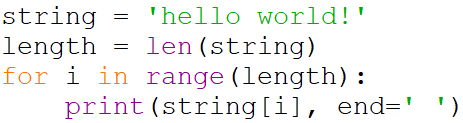 string = 'hello world!'
length = len(string)
for i in range(length):
    print(string[i], end=' ')